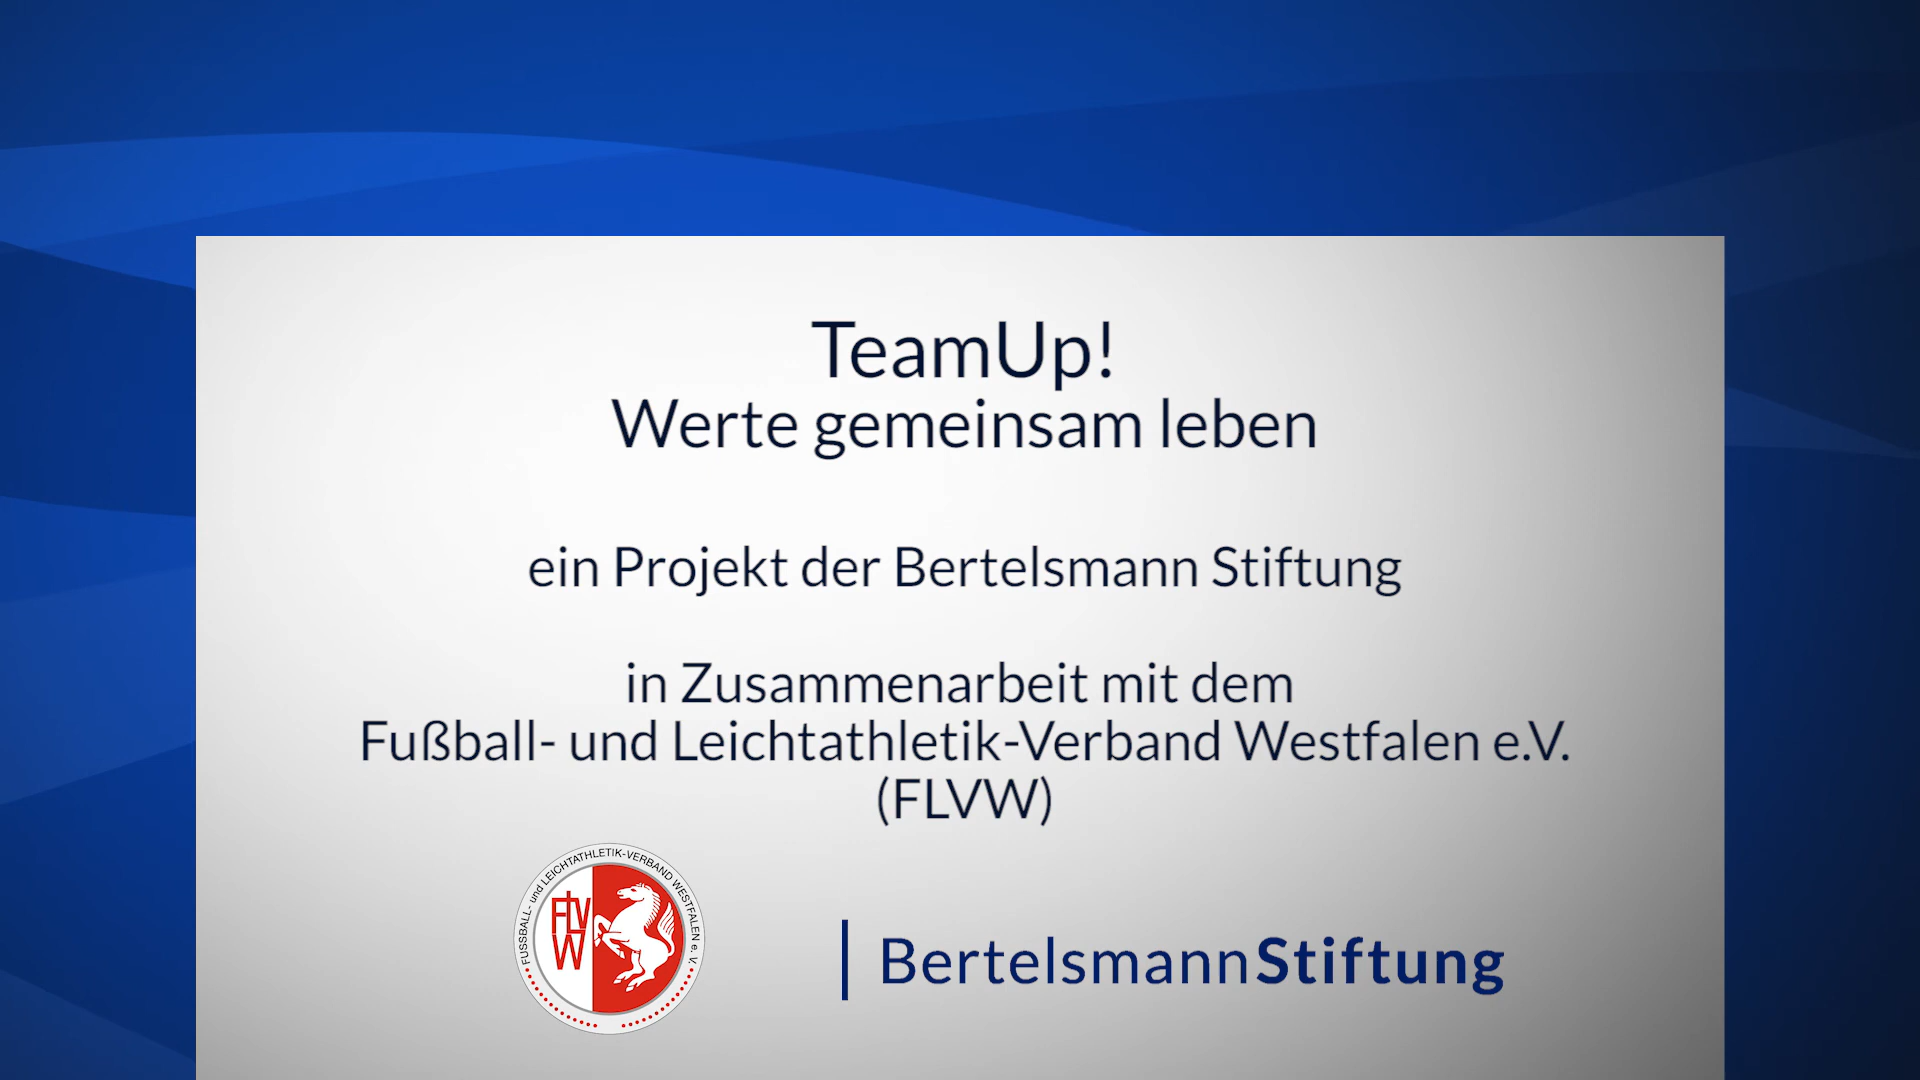 TeamUp!
Werte gemeinsam leben
ein Projekt der Bertelsmann Stiftung
in Zusammenarbeit mit dem
Fußball- und Leichtathletik-Verband Westfalen e.V.
(FLVW)
FUSSBALL- und LEICHTATHLETIK-VERBAND WESTFALEN e. V.
FLVW
BertelsmannStiftung